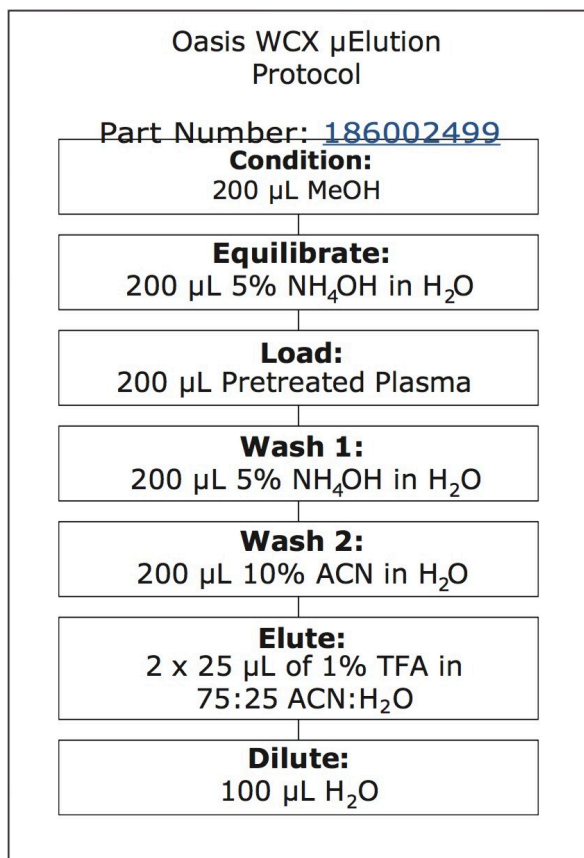 Oasis WCX µElution
Protocol
Part Number: 186002499
Condition:
200 µL MeOH
Equilibrate:
200 µL 5% NH₄OH in H₂O
Load:
200 µL Pretreated Plasma
Wash 1:
200 µL 5% NH₄OH in H₂O
Wash 2:
200 µL 10% ACN in H₂O
Elute:
2 x 25 µL of 1% TFA in
75:25 ACN:H₂O
Dilute:
100 µL H₂O